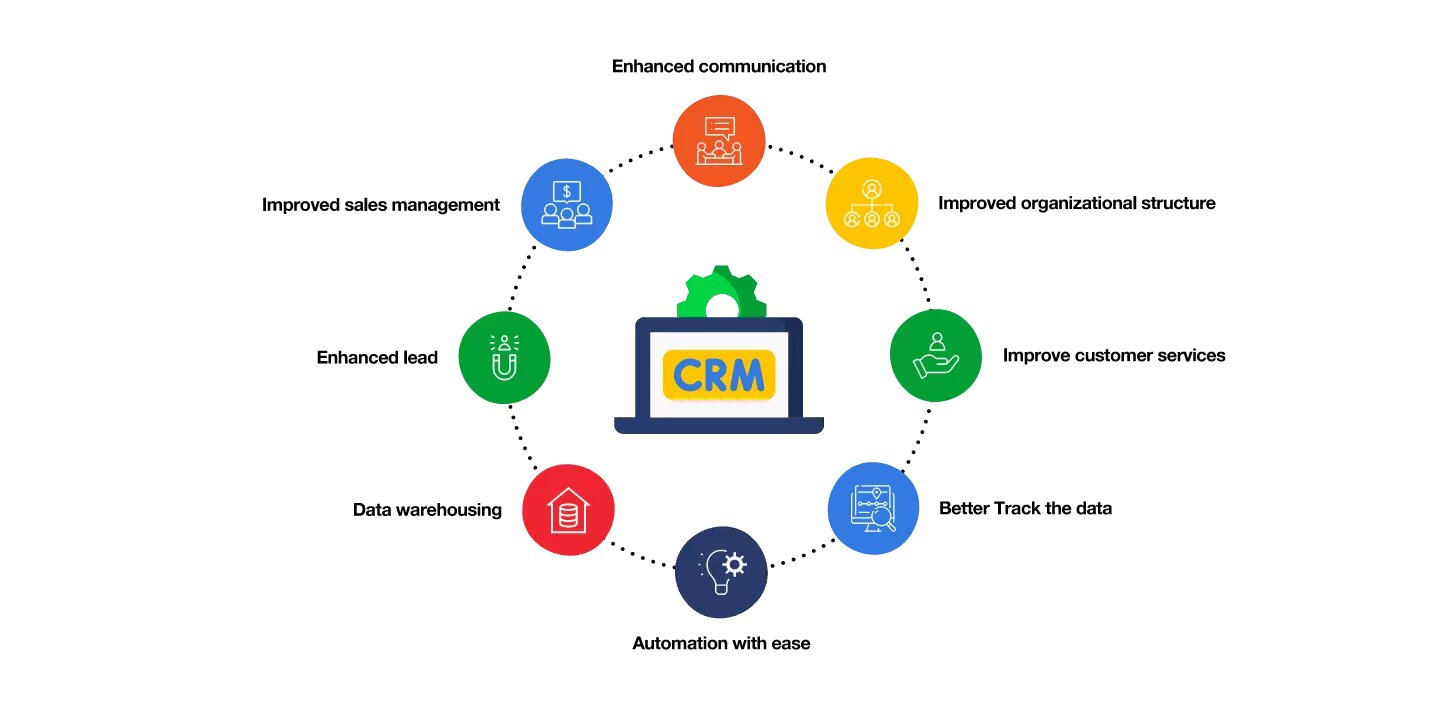 Enhanced communication
Improved sales management
Improved organizational structure
$
Enhanced lead
CRM
Improve customer services
Data warehousing
Better Track the data
Automation with ease